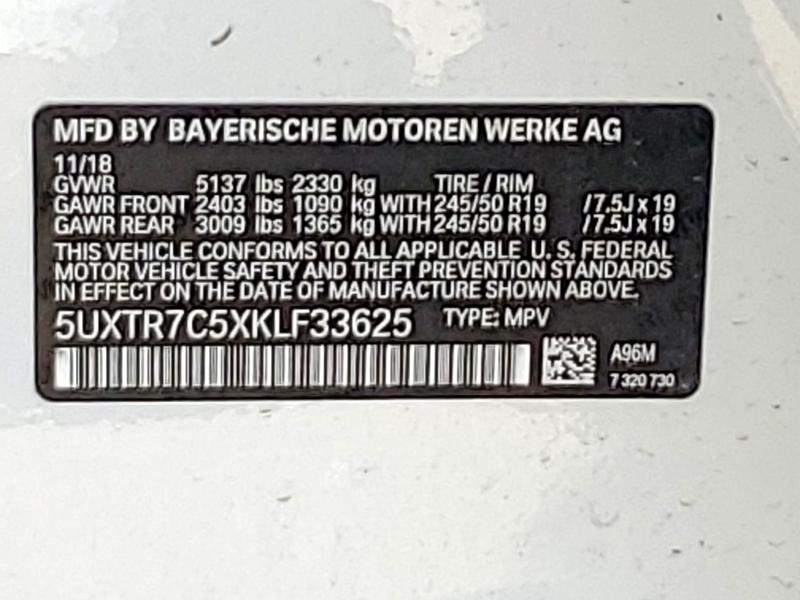 MFD BY BAYERISCHE MOTOREN WERKE AG
11/18
GVWR 5137 lbs 2330 kg TIRE / RIM
GAWR FRONT 2403 lbs 1090 kg WITH 245/50 R19 /7.5J x 19
GAWR REAR 3009 lbs 1365 kg WITH 245/50 R19 /7.5J x 19
THIS VEHICLE CONFORMS TO ALL APPLICABLE U. S. FEDERAL
MOTOR VEHICLE SAFETY AND THEFT PREVENTION STANDARDS
IN EFFECT ON THE DATE OF MANUFACTURE SHOWN ABOVE.
5UXTR7C5XKLF33625 TYPE: MPV
A96M
7 320 730